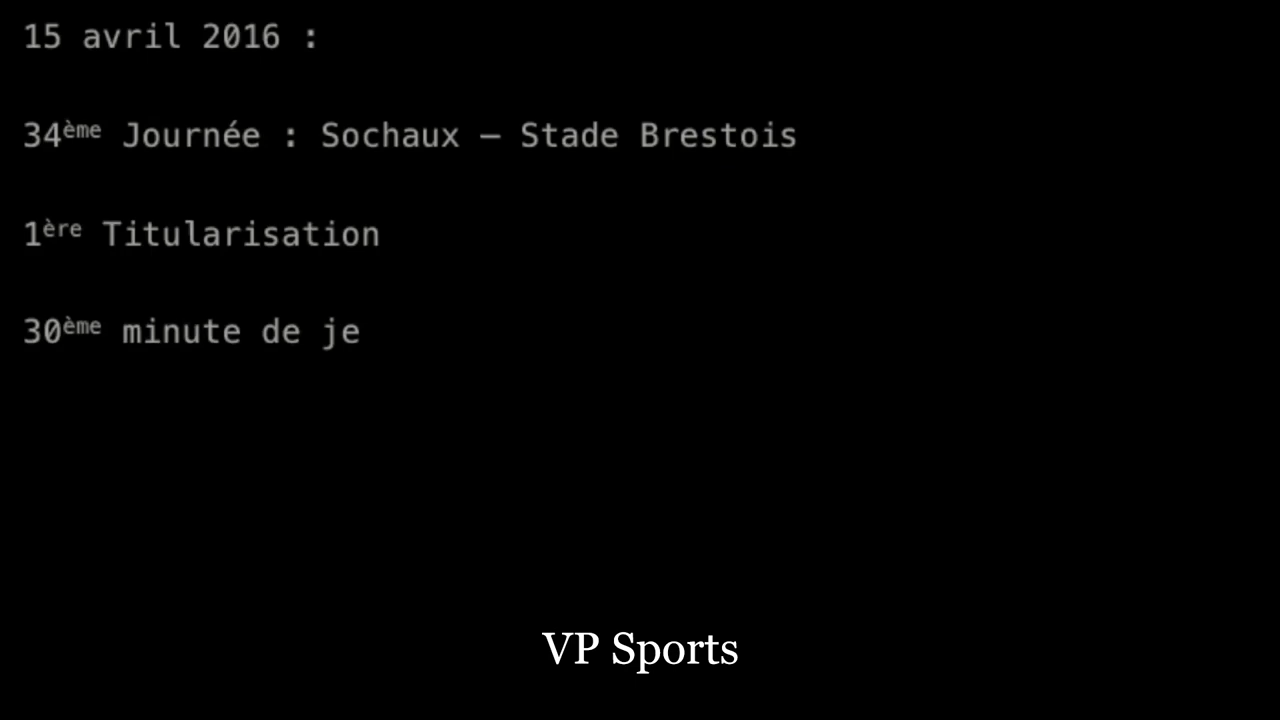 15 avril 2016 :
34ème Journée : Sochaux – Stade Brestois
1ère Titularisation
30ème minute de je
VP Sports